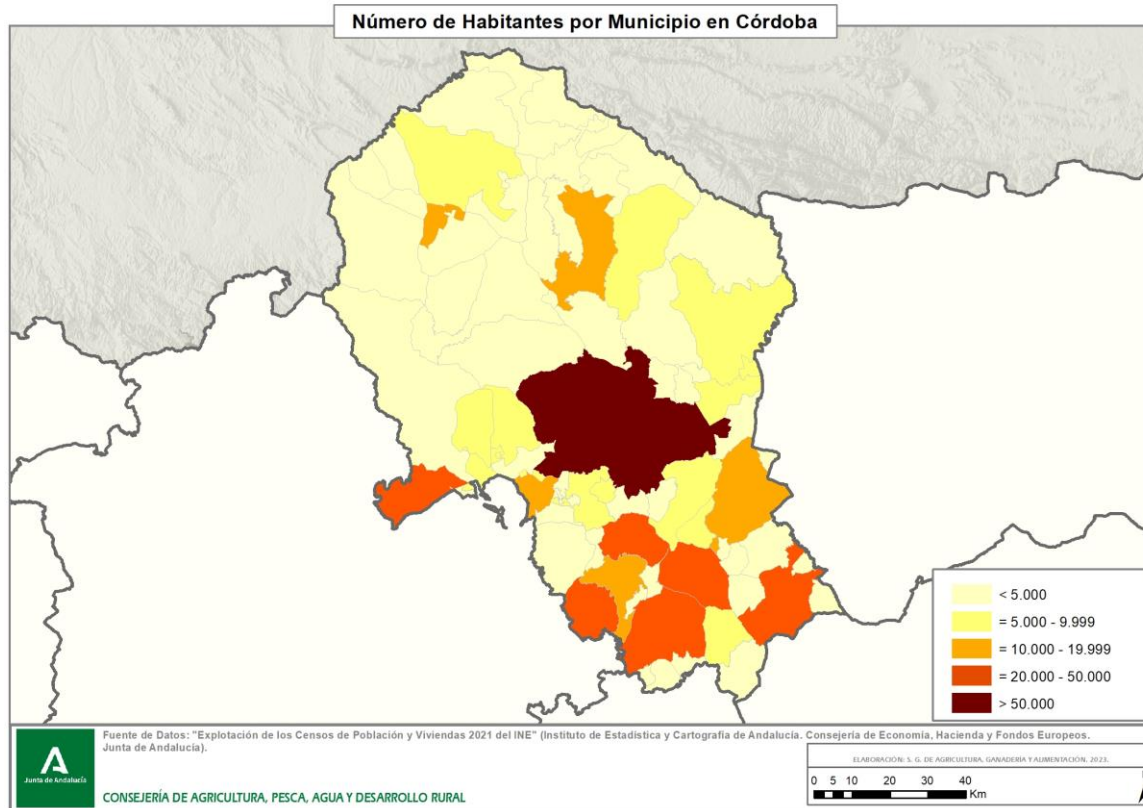 Número de Habitantes por Municipio en Córdoba
< 5.000
= 5.000 - 9.999
= 10.000 - 19.999
= 20.000 - 50.000
> 50.000
Junta de Andalucía
Fuente de Datos: "Explotación de los Censos de Población y Viviendas 2021 del INE" (Instituto de Estadística y Cartografía de Andalucía. Consejería de Economía, Hacienda y Fondos Europeos.
Junta de Andalucia).
CONSEJERÍA DE AGRICULTURA, PESCA, AGUA Y DESARROLLO RURAL
ELABORACIÓN: S. G. DE AGRICULTURA, GANADERÍA Y ALIMENTACIÓN. 2023.
0 5 10 20 30 40
Km